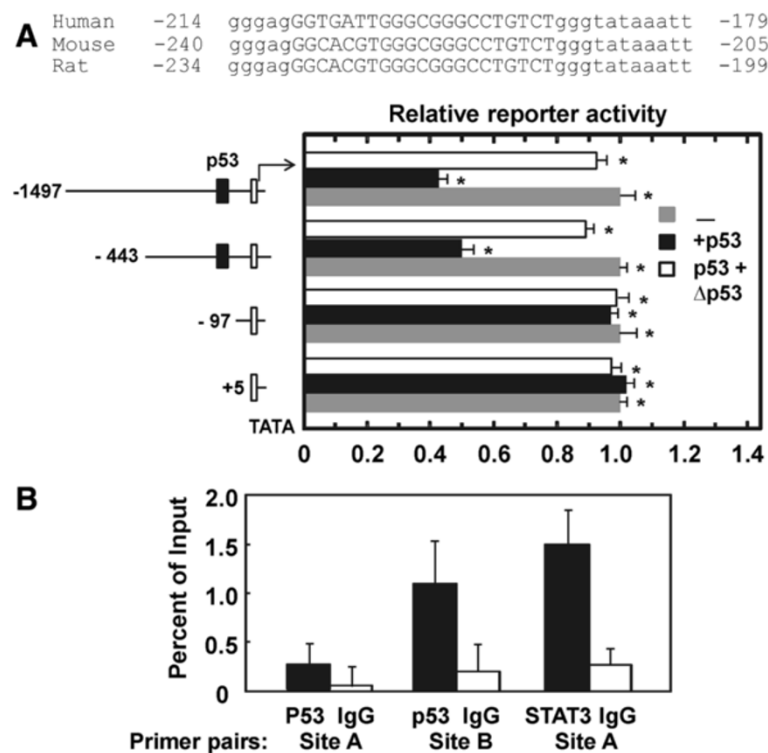 A
Human -214 gggagGGTGATTGGGCGGGCCTGTCTgggtataaatt -179
Mouse -240 gggagGGCACGTGGGCGGGCCTGTCTgggtataaatt -205
Rat -234 gggagGGCACGTGGGCGGGCCTGTCTgggtataaatt -199
Relative reporter activity
p53
-1497
*
*
*
- 443
*
*
*
- 97
*
*
*
+5
*
*
*
—
+p53
p53 +
Δp53
TATA
0 0.2 0.4 0.6 0.8 1.0 1.2 1.4
B
Percent of Input
2.0
1.5
1.0
0.5
0
P53 IgG p53 IgG STAT3 IgG
Primer pairs: Site A Site B Site A